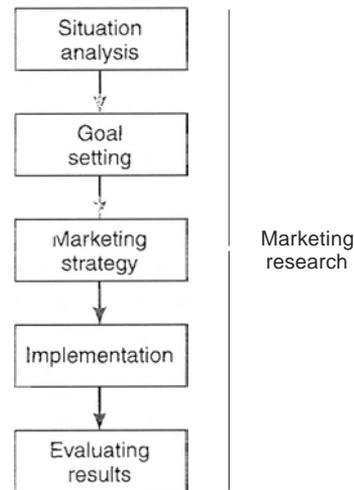 Situation
analysis
Goal
setting
Marketing
strategy
Marketing
research
Implementation
Evaluating
results